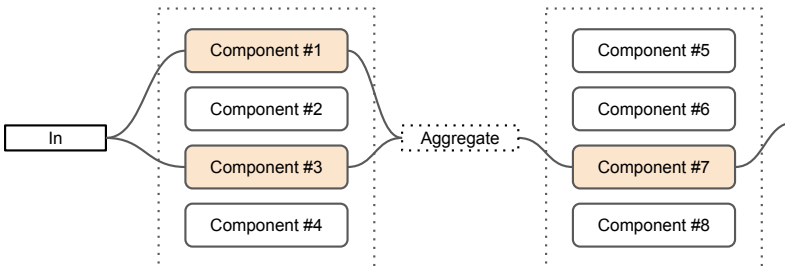 Component #1
Component #2
Component #3
Component #4
In
Aggregate
Component #5
Component #6
Component #7
Component #8